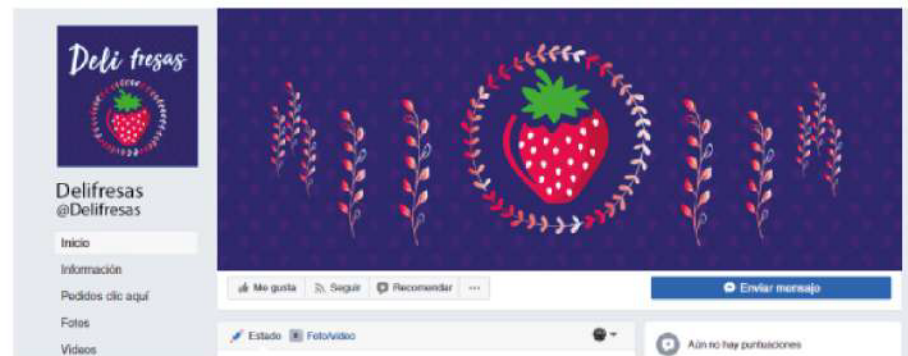 Deli fresas
Delifresas
@Delifresas
Inicio
Información
Pedidos clic aquí
Fotos
Videos
Me gusta
Seguir
Recomendar
...
Enviar mensaje
Estado
Foto/video
Aún no hay puntuaciones